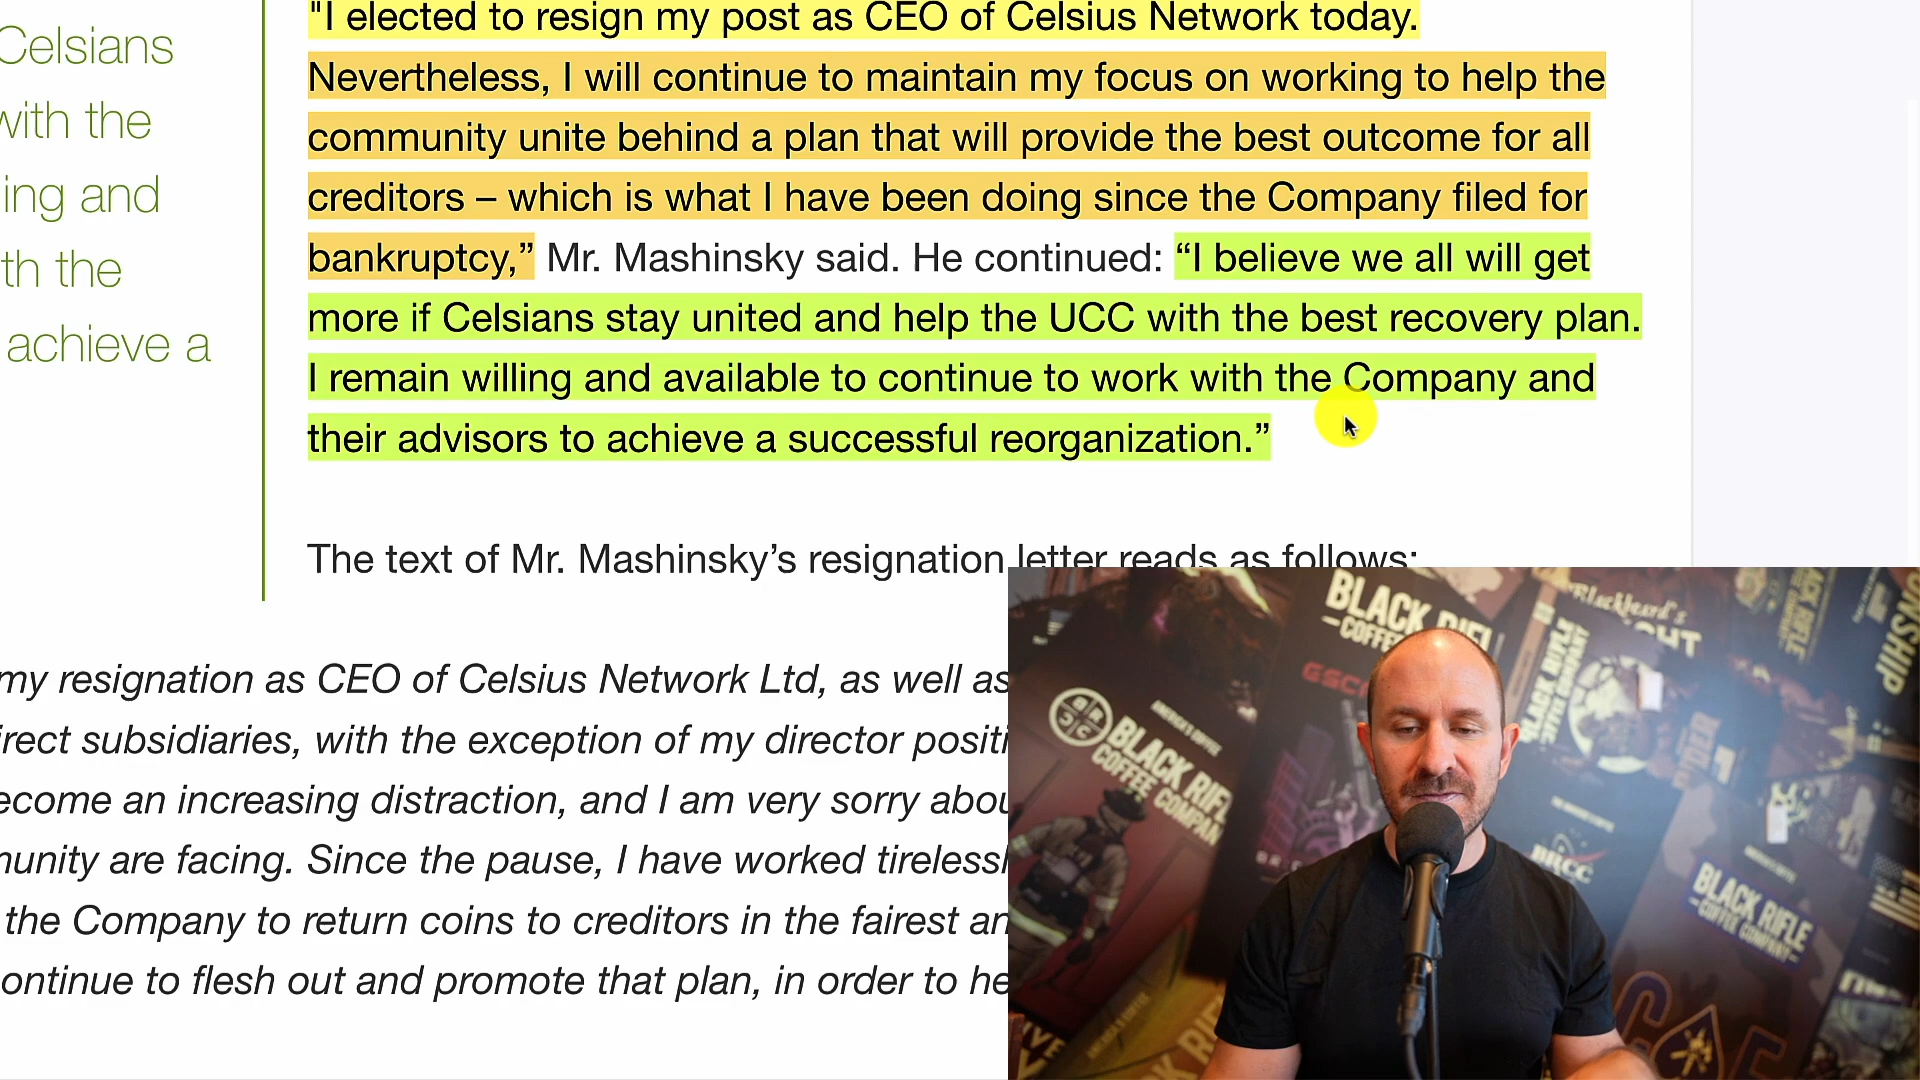 Celsians
with the
ing and
th the
achieve a
"I elected to resign my post as CEO of Celsius Network today.
Nevertheless, I will continue to maintain my focus on working to help the
community unite behind a plan that will provide the best outcome for all
creditors – which is what I have been doing since the Company filed for
bankruptcy,” Mr. Mashinsky said. He continued: “I believe we all will get
more if Celsians stay united and help the UCC with the best recovery plan.
I remain willing and available to continue to work with the Company and
their advisors to achieve a successful reorganization.”
The text of Mr. Mashinsky’s resignation letter reads as follows:
my resignation as CEO of Celsius Network Ltd, as well as
irect subsidiaries, with the exception of my director positi
ecome an increasing distraction, and I am very sorry abou
nunity are facing. Since the pause, I have worked tirelessl
the Company to return coins to creditors in the fairest an
ontinue to flesh out and promote that plan, in order to he
BLACK RIFL
—COFFE
Blackbeard's
AMERICA'S COFFEE
BLACK RIFL
COFFEE COMPAN
BLACK RIFLE
COFFEE COMPANY
BRCC
BLACK RIFLE
—COFFEE COMPANY—